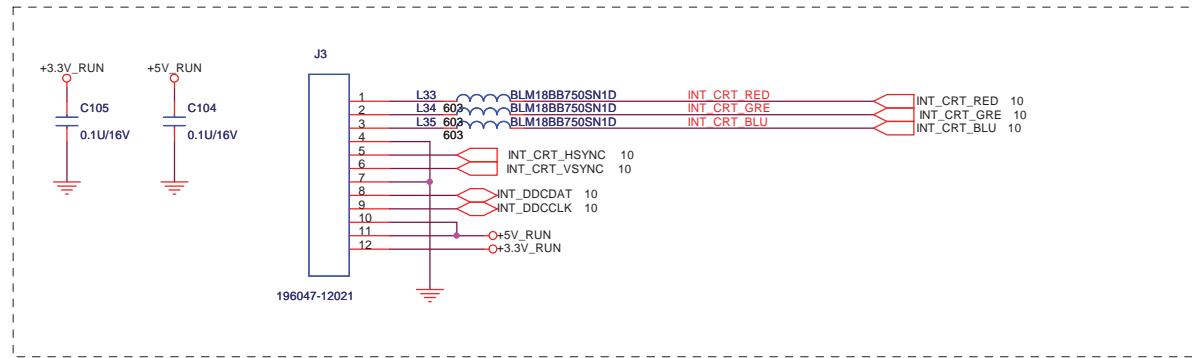 J3
+3.3V_RUN
+5V_RUN
C105
C104
0.1U/16V
0.1U/16V
1 L33 BLM18BB750SN1D INT_CRT_RED INT_CRT_RED 10
2 L34 603 BLM18BB750SN1D INT_CRT_GRE INT_CRT_GRE 10
3 L35 603 BLM18BB750SN1D INT_CRT_BLU INT_CRT_BLU 10
4 603
5 INT_CRT_HSYNC 10
6 INT_CRT_VSYNC 10
7
8 INT_DDCDAT 10
9 INT_DDCCLK 10
10
11 +5V_RUN
12 +3.3V_RUN
196047-12021